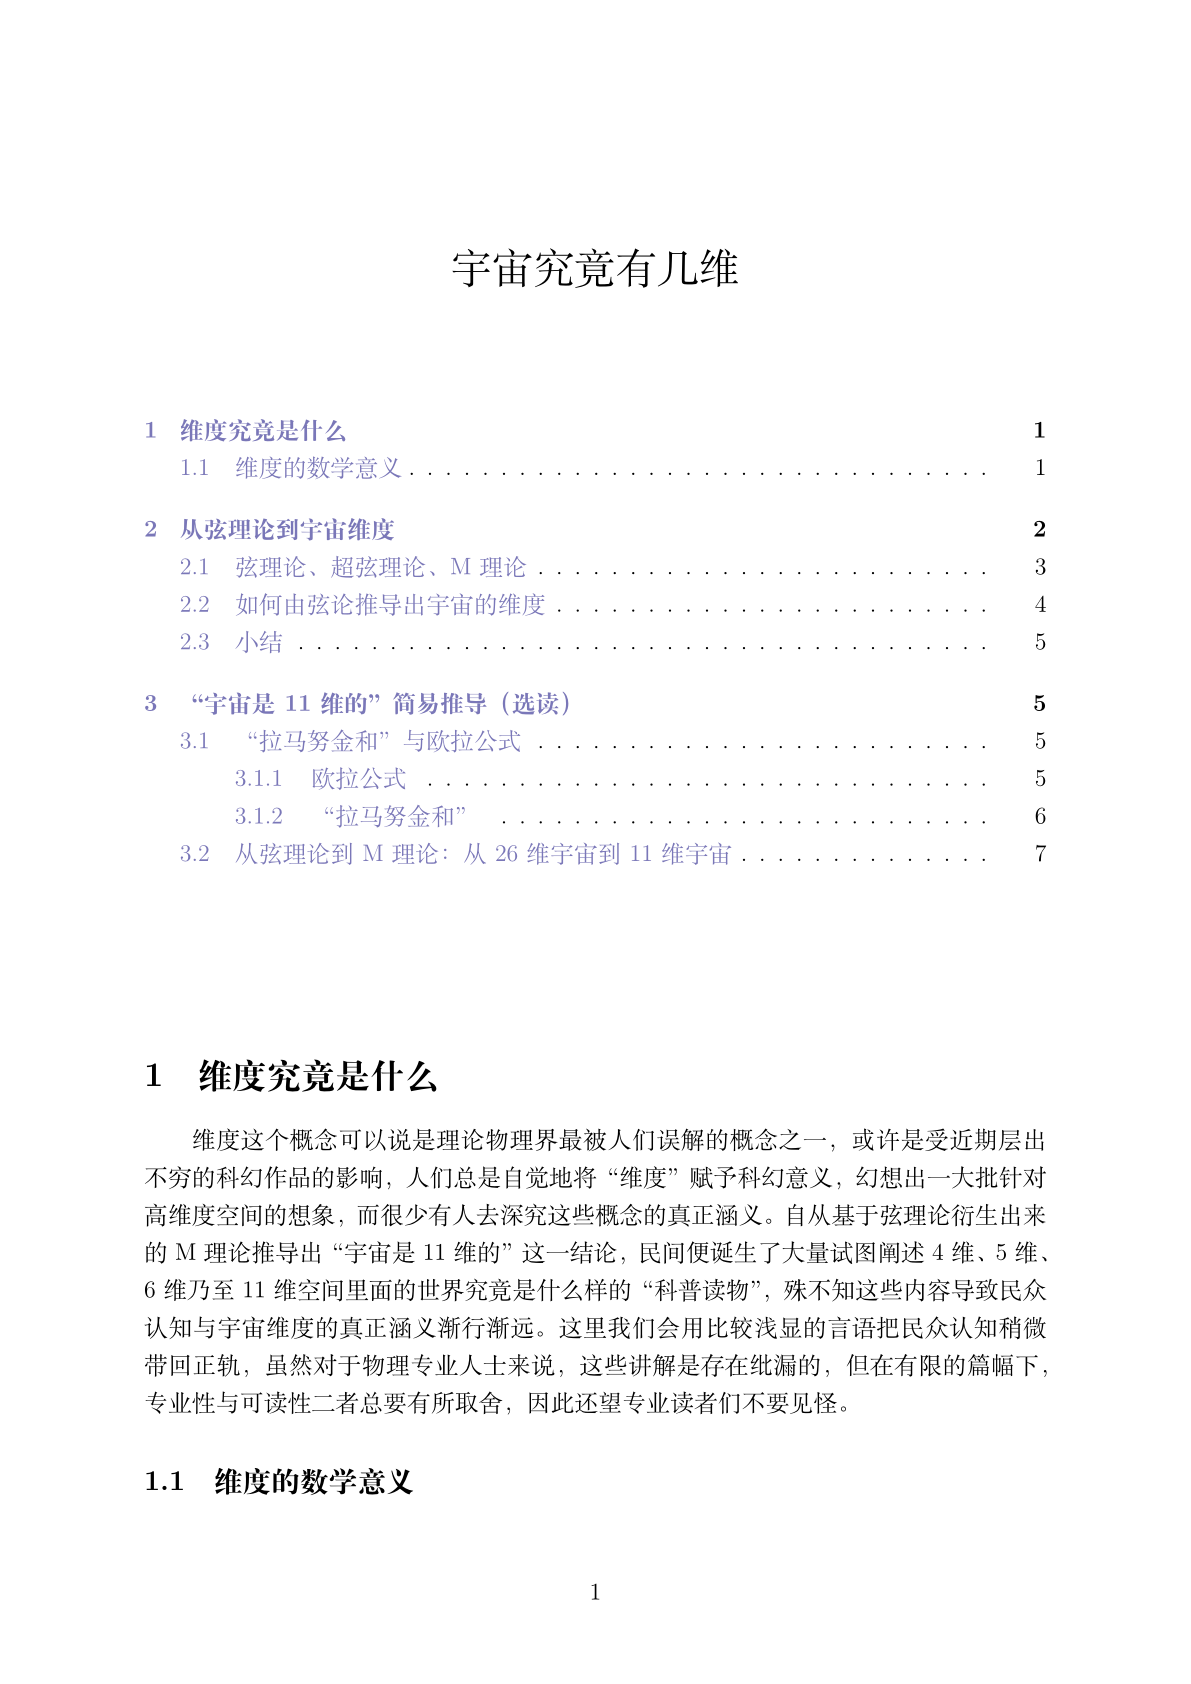 宇宙究竟有几维
1 维度究竟是什么 1
1.1 维度的数学意义 . . . . . . . . . . . . . . . . . . . . . . . . . . . . . . . . 1
2 从弦理论到宇宙维度 2
2.1 弦理论、超弦理论、M 理论 . . . . . . . . . . . . . . . . . . . . . . . . . 3
2.2 如何由弦论推导出宇宙的维度 . . . . . . . . . . . . . . . . . . . . . . . . 4
2.3 小结 . . . . . . . . . . . . . . . . . . . . . . . . . . . . . . . . . . . . . . 5
3 “宇宙是 11 维的”简易推导（选读） 5
3.1 “拉马努金和”与欧拉公式 . . . . . . . . . . . . . . . . . . . . . . . . . 5
3.1.1 欧拉公式 . . . . . . . . . . . . . . . . . . . . . . . . . . . . . . . 5
3.1.2 “拉马努金和” . . . . . . . . . . . . . . . . . . . . . . . . . . . 6
3.2 从弦理论到 M 理论：从 26 维宇宙到 11 维宇宙 . . . . . . . . . . . . . . 7
1 维度究竟是什么
维度这个概念可以说是理论物理界最被人们误解的概念之一，或许是受近期层出
不穷的科幻作品的影响，人们总是自觉地将“维度”赋予科幻意义，幻想出一大批针对
高维度空间的想象，而很少有人去深究这些概念的真正涵义。自从基于弦理论衍生出来
的 M 理论推导出“宇宙是 11 维的”这一结论，民间便诞生了大量试图阐述 4 维、5 维、
6 维乃至 11 维空间里面的世界究竟是什么样的“科普读物”，殊不知这些内容导致民众
认知与宇宙维度的真正涵义渐行渐远。这里我们会用比较浅显的言语把民众认知稍微
带回正轨，虽然对于物理专业人士来说，这些讲解是存在纰漏的，但在有限的篇幅下，
专业性与可读性二者总要有所取舍，因此还望专业读者们不要见怪。
1.1 维度的数学意义
1